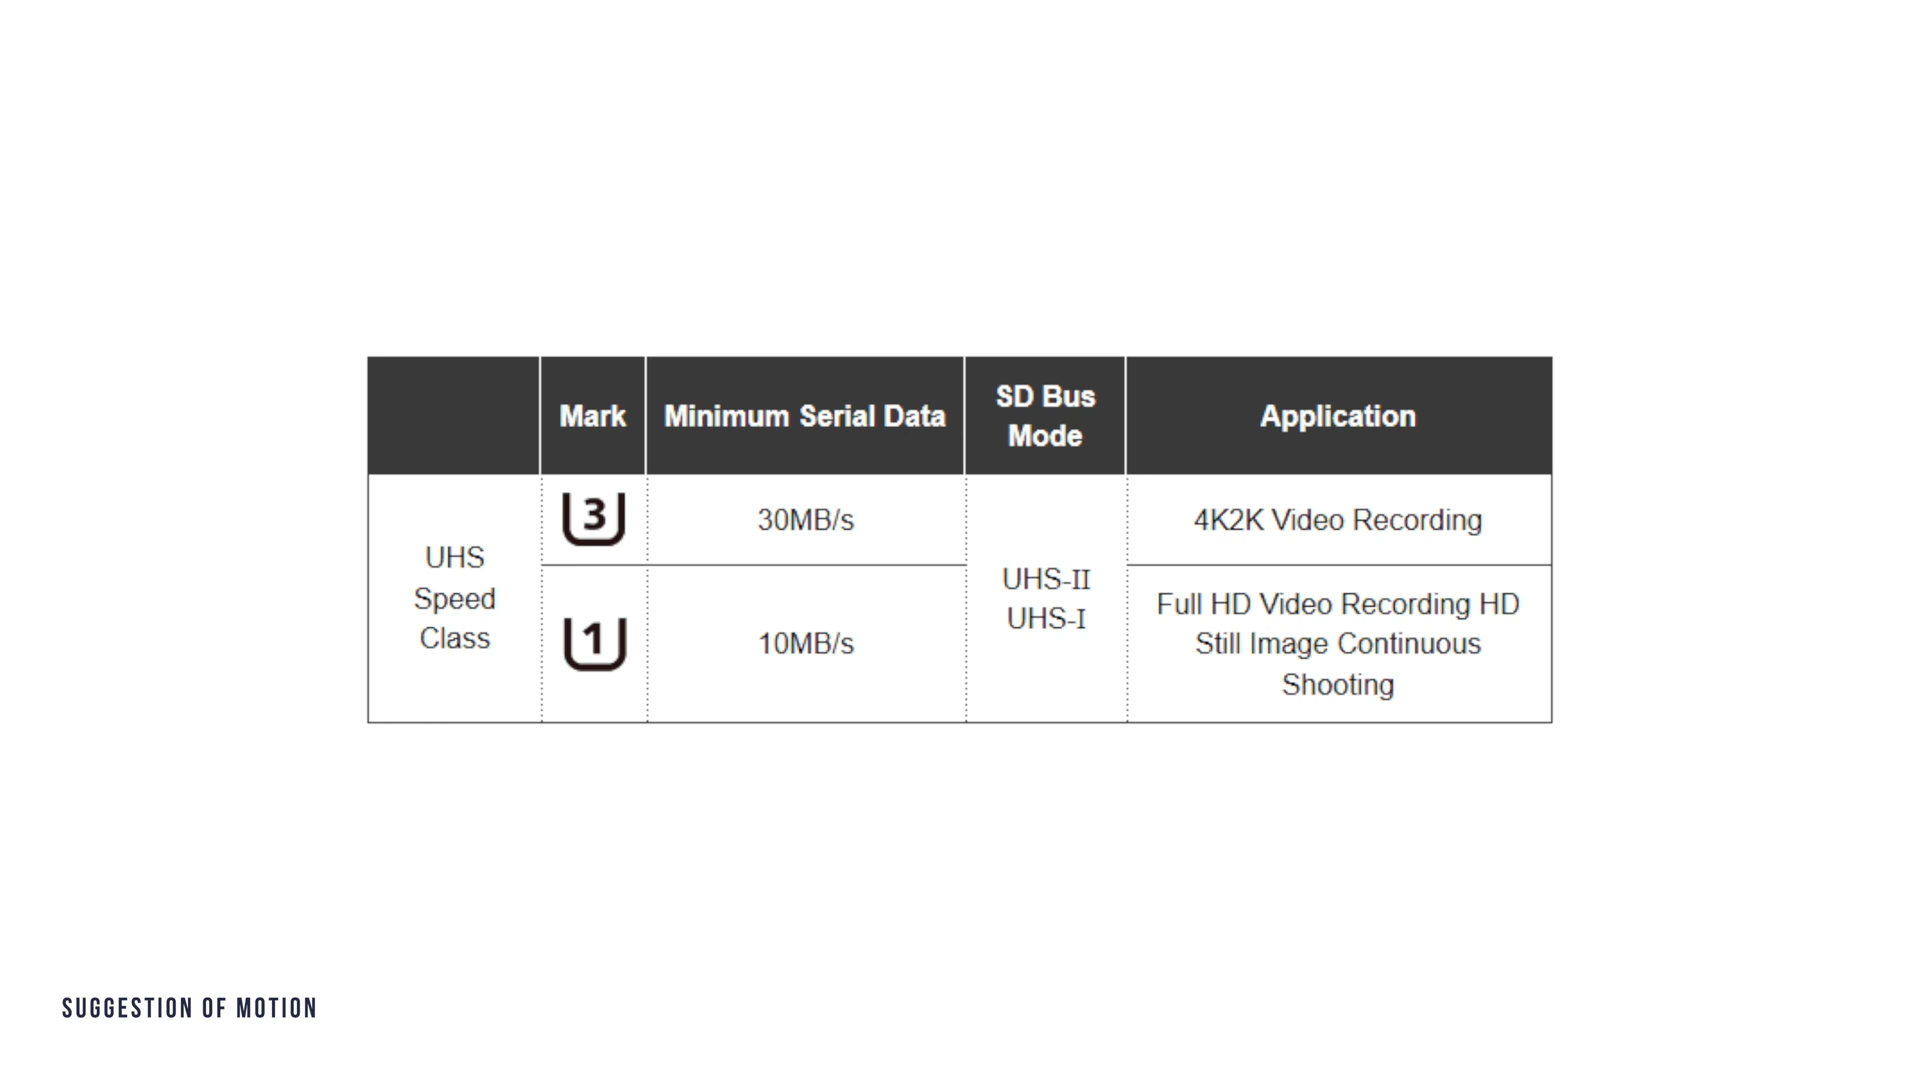 Mark
Minimum Serial Data
SD Bus
Mode
Application
UHS
Speed
Class
3
30MB/s
UHS-II
UHS-I
4K2K Video Recording
1
10MB/s
Full HD Video Recording HD
Still Image Continuous
Shooting
SUGGESTION OF MOTION